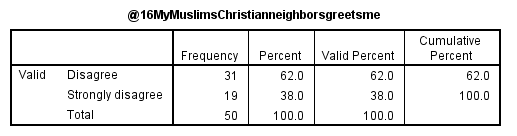 @16MyMuslimsChristianneighborsgreetsme
Frequency Percent Valid Percent Cumulative Percent
Valid Disagree 31 62.0 62.0 62.0
Strongly disagree 19 38.0 38.0 100.0
Total 50 100.0 100.0